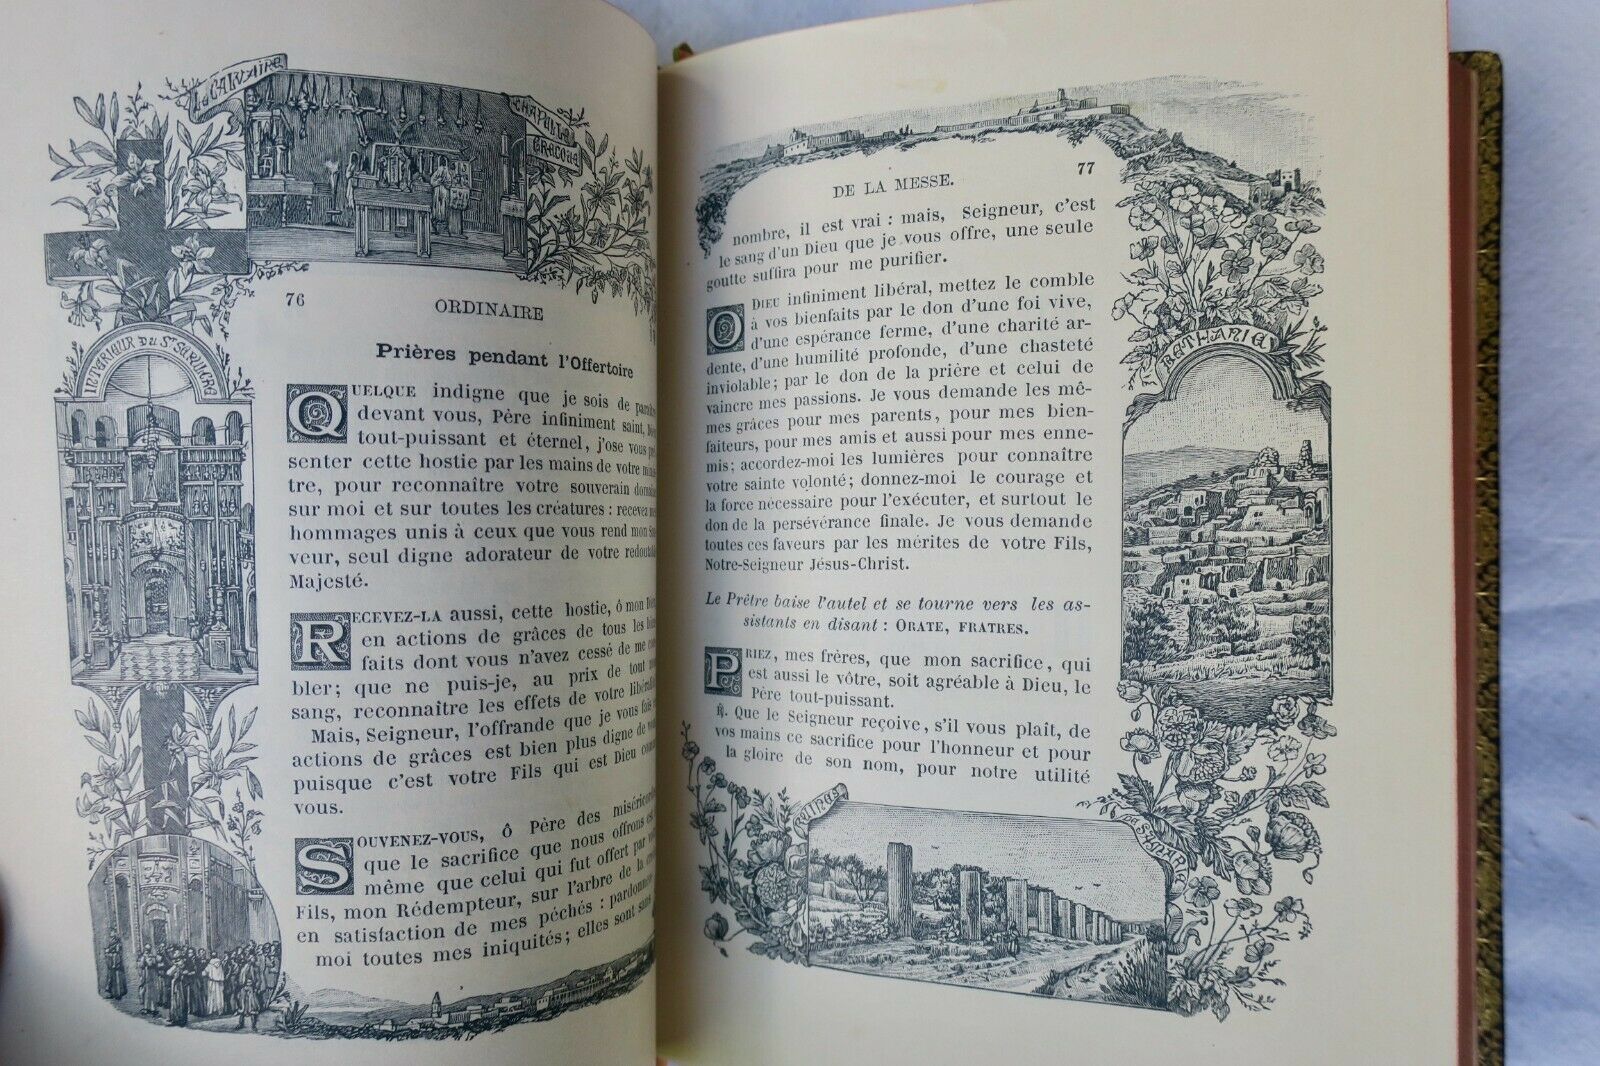 Le CALVAIRE
CHAPELLE
GRECQUE
76
ORDINAIRE
INTERIEUR DU St SEPULCRE
Prières pendant l'Offertoire
QUELQUE indigne que je sois de
devant vous, Père infiniment saint,
tout-puissant et éternel, j'ose vous
senter cette hostie par les mains de votre
tre, pour reconnaître votre souverain
sur moi et sur toutes les créatures : recevez
hommages unis à ceux que vous rend mon
veur, seul digne adorateur de votre
Majesté.
RECEVEZ-LA aussi, cette hostie, ô mon
en actions de grâces de tous les
faits dont vous n'avez cessé de me
bler ; que ne puis-je, au prix de tout
sang, reconnaître les effets de votre
Mais, Seigneur, l'offrande que je vous
actions de grâces est bien plus digne de
puisque c'est votre Fils qui est Dieu
vous.
SOUVENEZ-VOUS, ô Père des
que le sacrifice que nous offrons
même que celui qui fut offert par
Fils, mon Rédempteur, sur l'arbre de la
en satisfaction de mes péchés :
moi toutes mes iniquités ; elles sont
77
DE LA MESSE.
nombre, il est vrai : mais, Seigneur, c'est
le sang d'un Dieu que je vous offre, une seule
goutte suffira pour me purifier.
O DIEU infiniment libéral, mettez le comble
à vos bienfaits par le don d'une foi vive,
d'une espérance ferme, d'une charité ar-
dente, d'une humilité profonde, d'une chasteté
inviolable ; par le don de la prière et celui de
vaincre mes passions. Je vous demande les mê-
mes grâces pour mes parents, pour mes bien-
faiteurs, pour mes amis et aussi pour mes enne-
mis ; accordez-moi les lumières pour connaître
votre sainte volonté ; donnez-moi le courage et
la force nécessaire pour l'exécuter, et surtout le
don de la persévérance finale. Je vous demande
toutes ces faveurs par les mérites de votre Fils,
Notre-Seigneur Jésus-Christ.
Le Prêtre baise l'autel et se tourne vers les as-
sistants en disant : ORATE, FRATRES.
PRIEZ, mes frères, que mon sacrifice, qui
est aussi le vôtre, soit agréable à Dieu, le
Père tout-puissant.
℟. Que le Seigneur reçoive, s'il vous plaît, de
vos mains ce sacrifice pour l'honneur et pour
la gloire de son nom, pour notre utilité
BETHANIE
RUINES